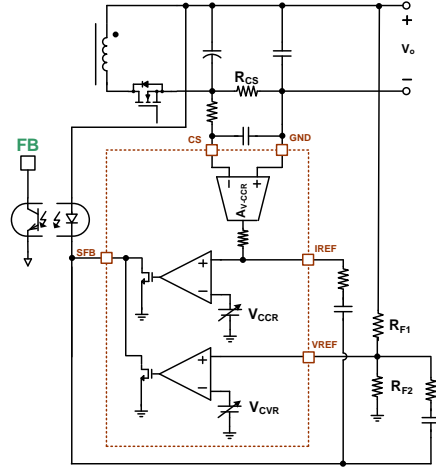 +
Vo
−
RCS
CS
GND
FB
− +
AV-CCR
SFB
IREF
+
−
VCCR
RF1
VREF
+
−
VCVR
RF2